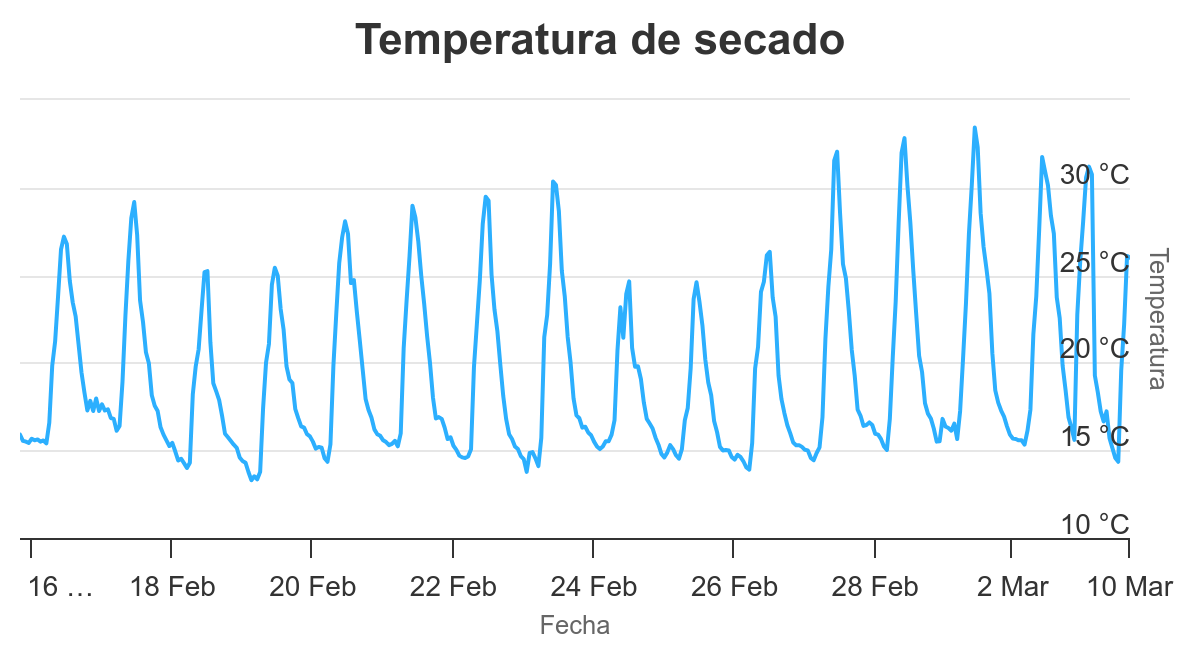 Temperatura de secado
30 °C
25 °C
20 °C
15 °C
10 °C
Temperatura
16 … 18 Feb 20 Feb 22 Feb 24 Feb 26 Feb 28 Feb 2 Mar 10 Mar
Fecha